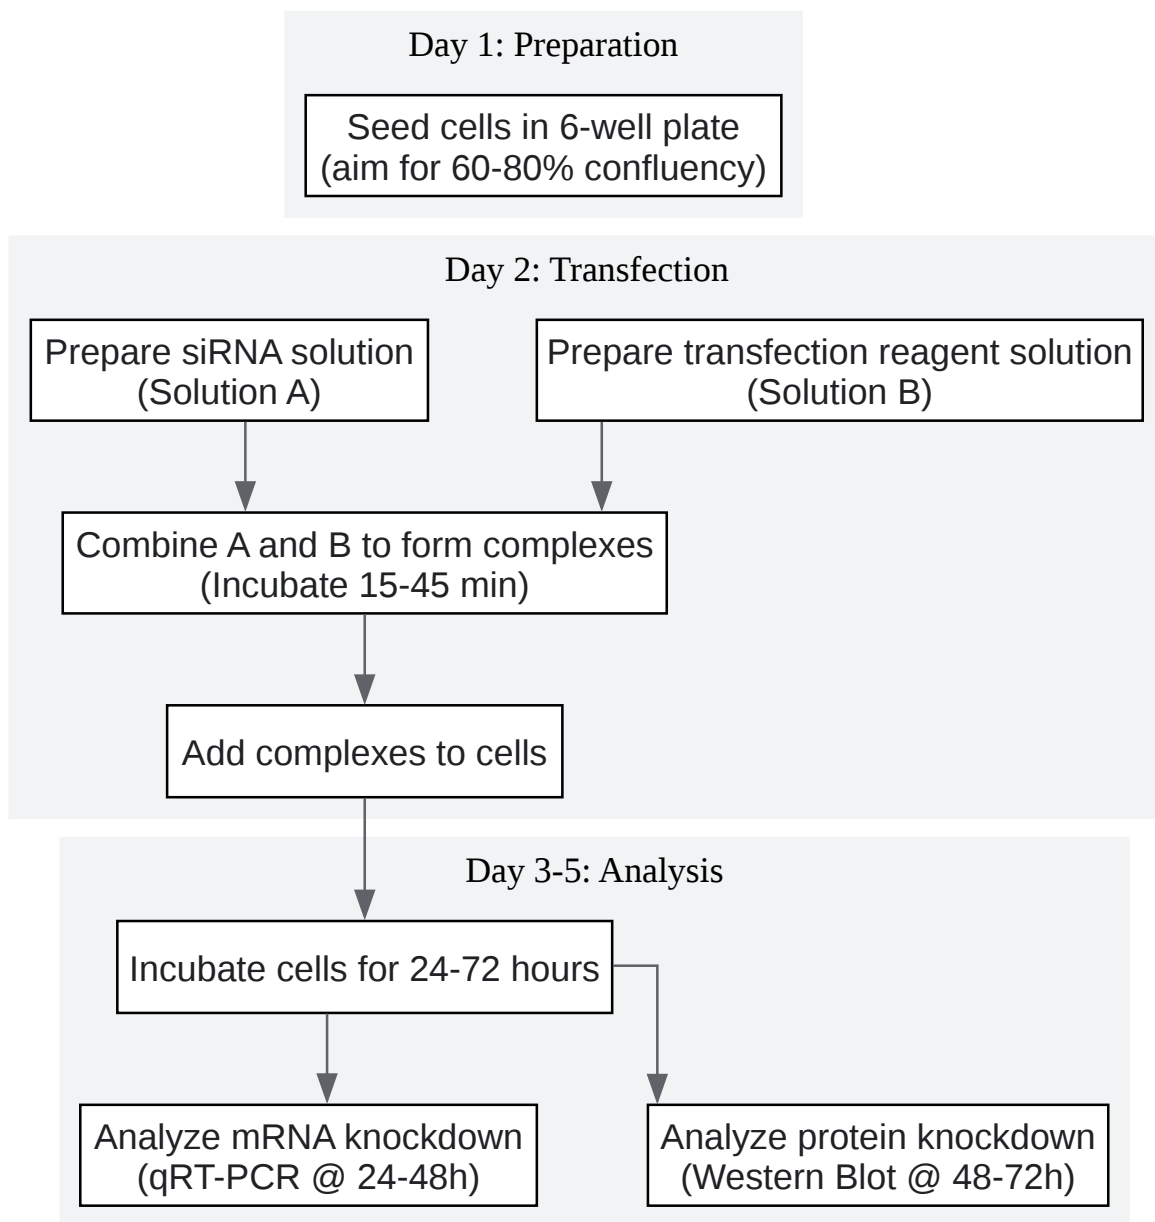 Day 1: Preparation
Seed cells in 6-well plate
(aim for 60-80% confluency)
Day 2: Transfection
Prepare siRNA solution
(Solution A)
Prepare transfection reagent solution
(Solution B)
Combine A and B to form complexes
(Incubate 15-45 min)
Add complexes to cells
Day 3-5: Analysis
Incubate cells for 24-72 hours
Analyze mRNA knockdown
(qRT-PCR @ 24-48h)
Analyze protein knockdown
(Western Blot @ 48-72h)